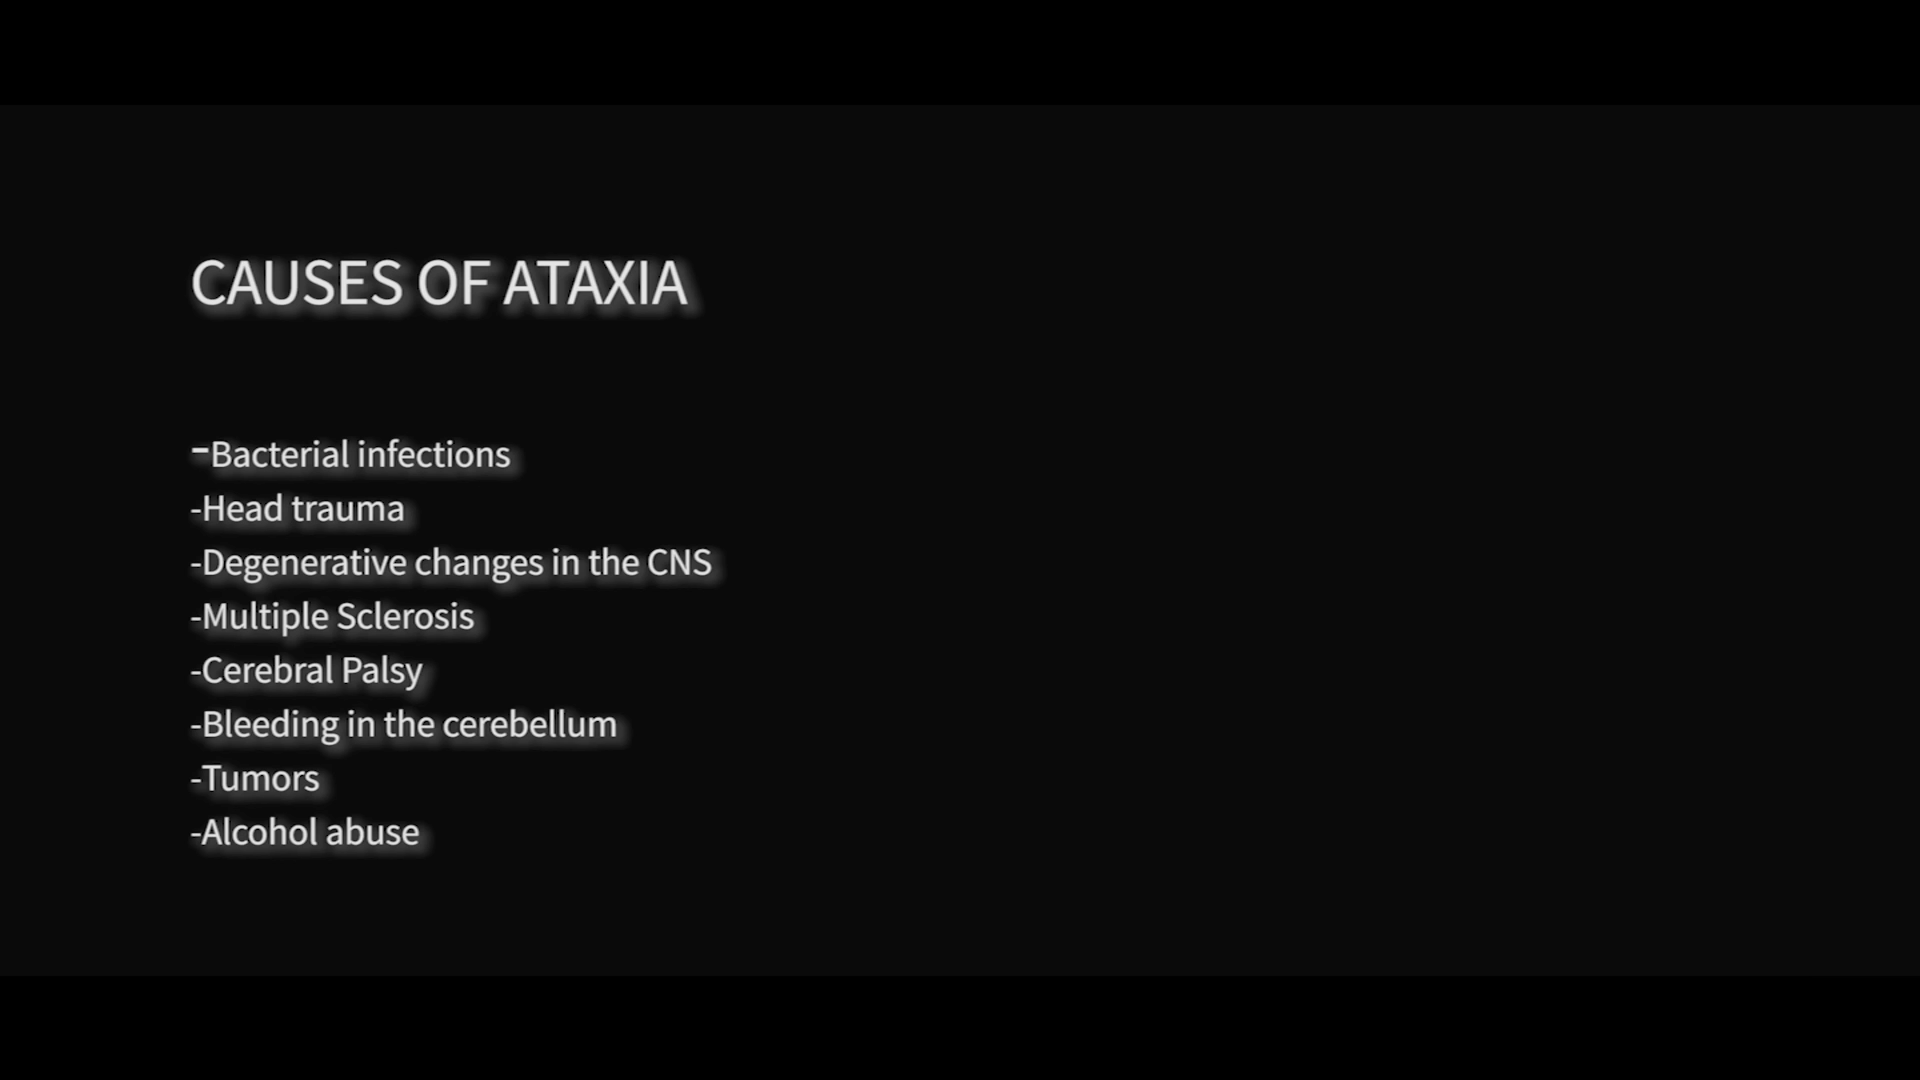 CAUSES OF ATAXIA
-Bacterial infections
-Head trauma
-Degenerative changes in the CNS
-Multiple Sclerosis
-Cerebral Palsy
-Bleeding in the cerebellum
-Tumors
-Alcohol abuse